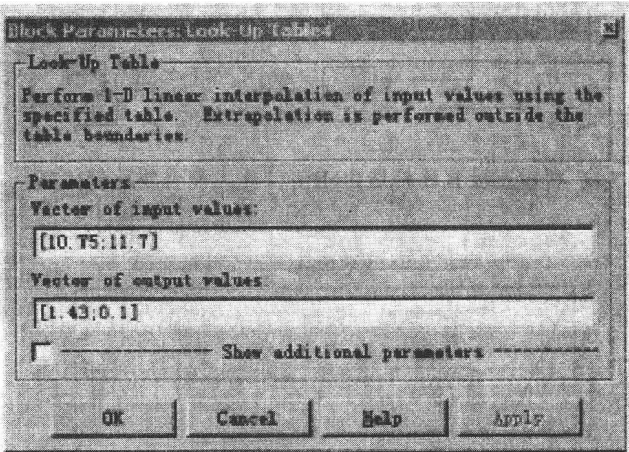 Block Parameters: Look-Up Table4
Look-Up Table
Perform 1-D linear interpolation of input values using the
specified table. Extrapolation is performed outside the
table boundaries.
Parameters
Vector of input values:
[10.75;11.7]
Vector of output values:
[1.43;0.1]
Show additional parameters
OK
Cancel
Help
Apply